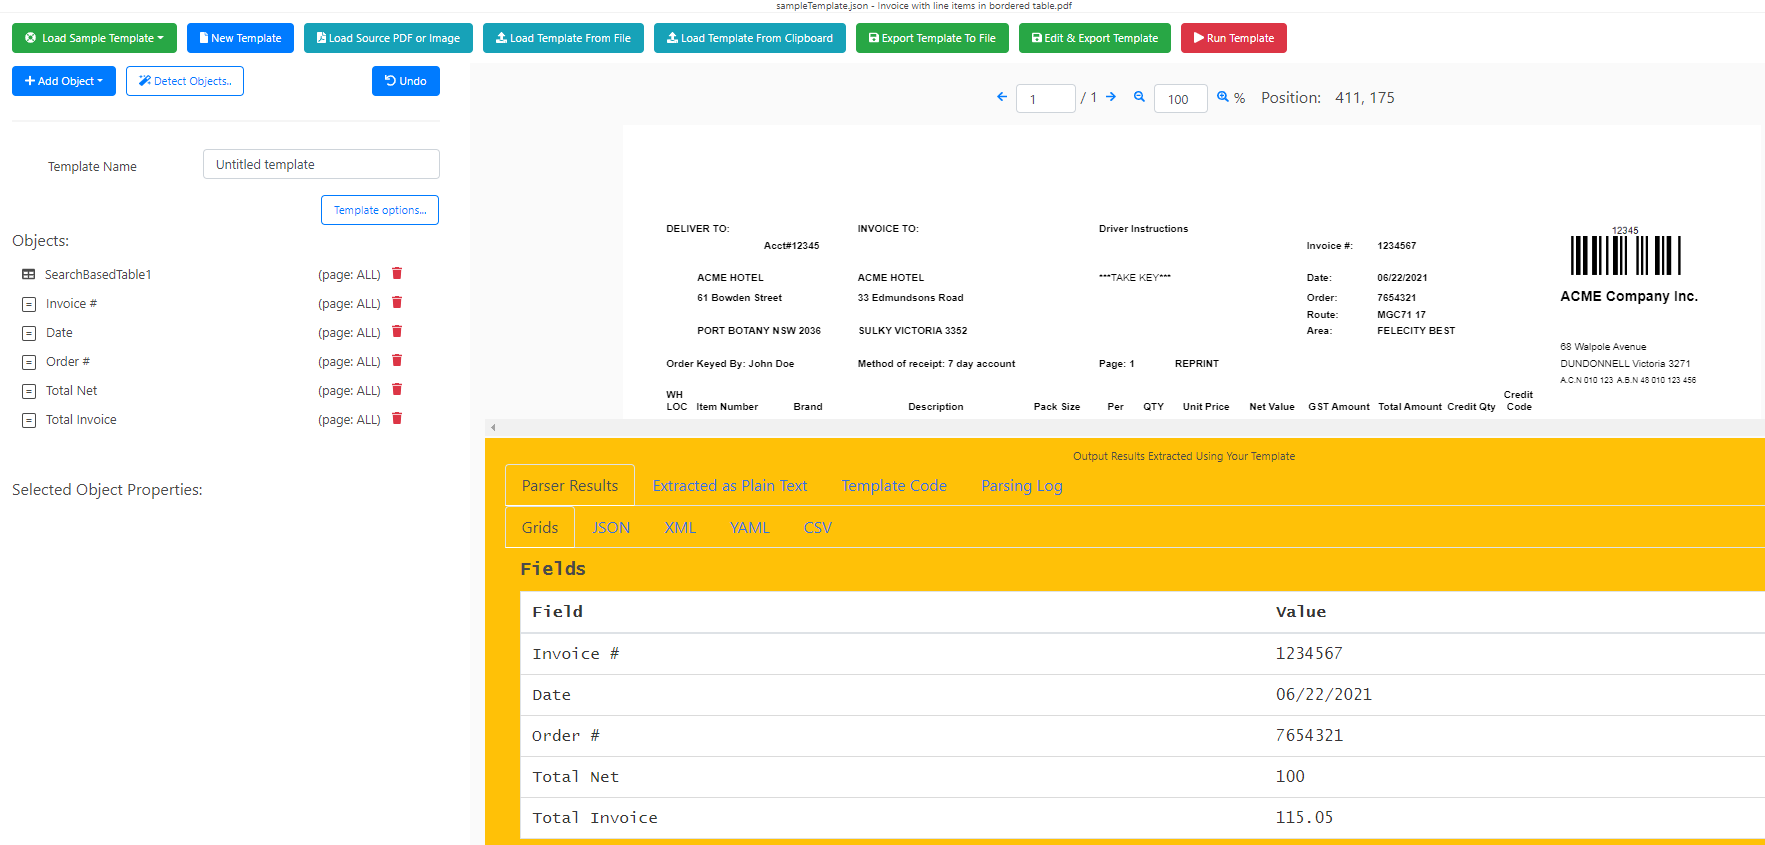 sampleTemplate.json - Invoice with line items in bordered table.pdf
Load Sample Template New Template Load Source PDF or Image Load Template From File Load Template From Clipboard Export Template To File Edit & Export Template Run Template
Add Object Detect Objects.. Undo
1 / 1 100 % Position: 411, 175
Template Name Untitled template
Template options...
Objects:
SearchBasedTable1 (page: ALL)
Invoice # (page: ALL)
Date (page: ALL)
Order # (page: ALL)
Total Net (page: ALL)
Total Invoice (page: ALL)
Selected Object Properties:
DELIVER TO: INVOICE TO: Driver Instructions 12345
Acct#12345 Invoice #: 1234567
ACME HOTEL ACME HOTEL ***TAKE KEY*** Date: 06/22/2021
61 Bowden Street 33 Edmundsons Road Order: 7654321 ACME Company Inc.
Route: MGC71 17
PORT BOTANY NSW 2036 SULKY VICTORIA 3352 Area: FELECITY BEST
68 Walpole Avenue
Order Keyed By: John Doe Method of receipt: 7 day account Page: 1 REPRINT DUNDONNELL Victoria 3271
A.C.N 010 123 A.B.N 48 010 123 456
WH Credit
LOC Item Number Brand Description Pack Size Per QTY Unit Price Net Value GST Amount Total Amount Credit Qty Code
Output Results Extracted Using Your Template
Parser Results Extracted as Plain Text Template Code Parsing Log
Grids JSON XML YAML CSV
Fields
Field Value
Invoice # 1234567
Date 06/22/2021
Order # 7654321
Total Net 100
Total Invoice 115.05